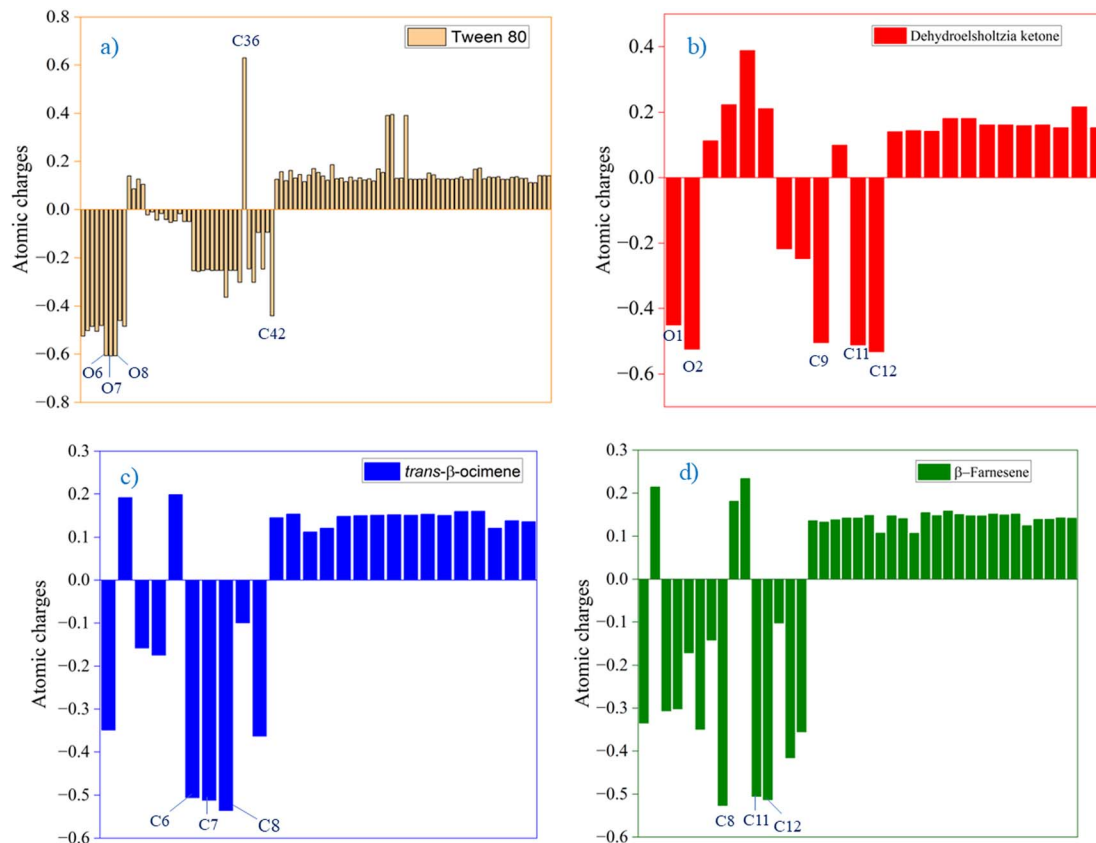 a)
Tween 80
Atomic charges
0.8
0.6
0.4
0.2
0.0
−0.2
−0.4
−0.6
−0.8
C36
C42
O6
O7
O8
b)
Dehydroelsholtzia ketone
Atomic charges
0.4
0.2
0.0
−0.2
−0.4
−0.6
O1
O2
C9
C11
C12
c)
trans-β-ocimene
Atomic charges
0.3
0.2
0.1
0.0
−0.1
−0.2
−0.3
−0.4
−0.5
−0.6
C6
C7
C8
d)
β−Farnesene
Atomic charges
0.3
0.2
0.1
0.0
−0.1
−0.2
−0.3
−0.4
−0.5
−0.6
C8
C11
C12